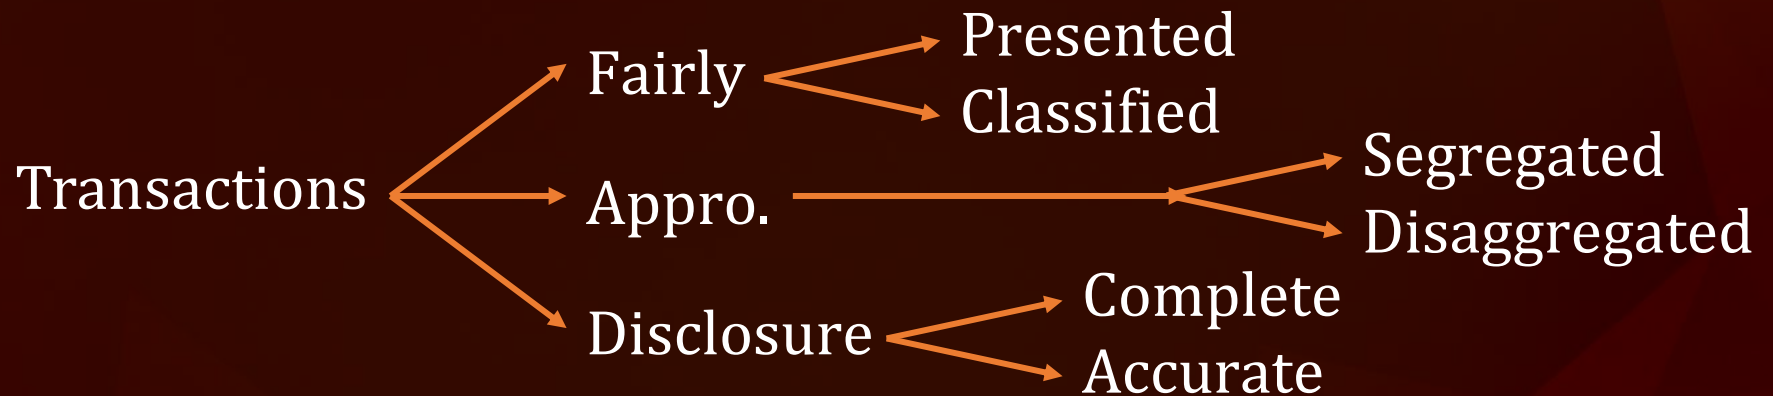 Transactions
Fairly
Presented
Classified
Appro.
Segregated
Disaggregated
Disclosure
Complete
Accurate